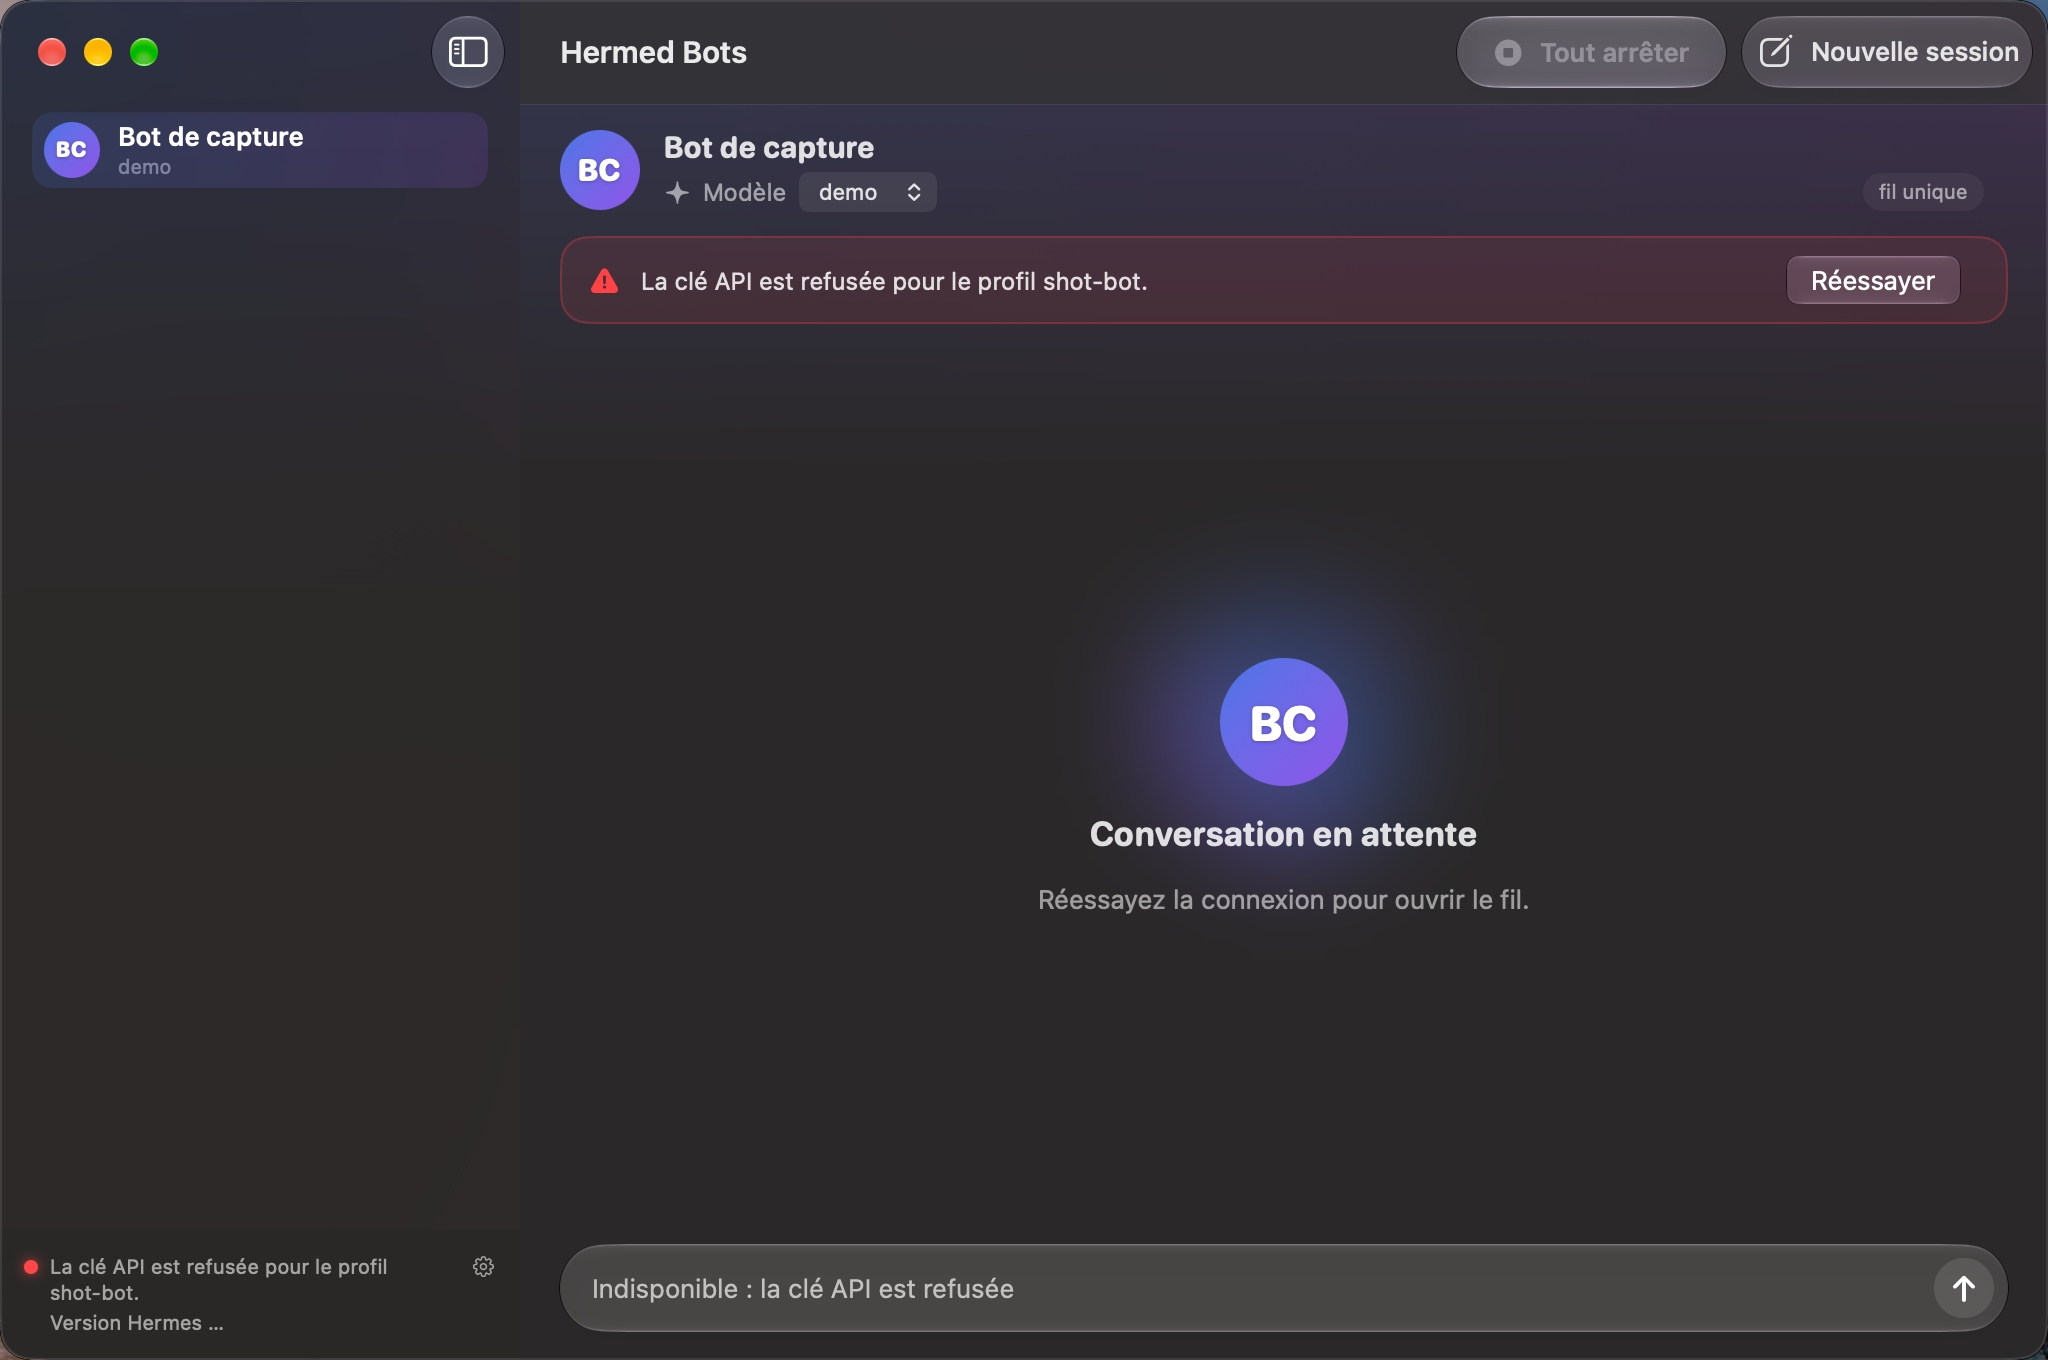 Hermed Bots
Tout arrêter
Nouvelle session
BC
Bot de capture
demo
BC
Bot de capture
Modèle
demo
fil unique
La clé API est refusée pour le profil shot-bot.
Réessayer
BC
Conversation en attente
Réessayez la connexion pour ouvrir le fil.
La clé API est refusée pour le profil
shot-bot.
Version Hermes ...
Indisponible : la clé API est refusée